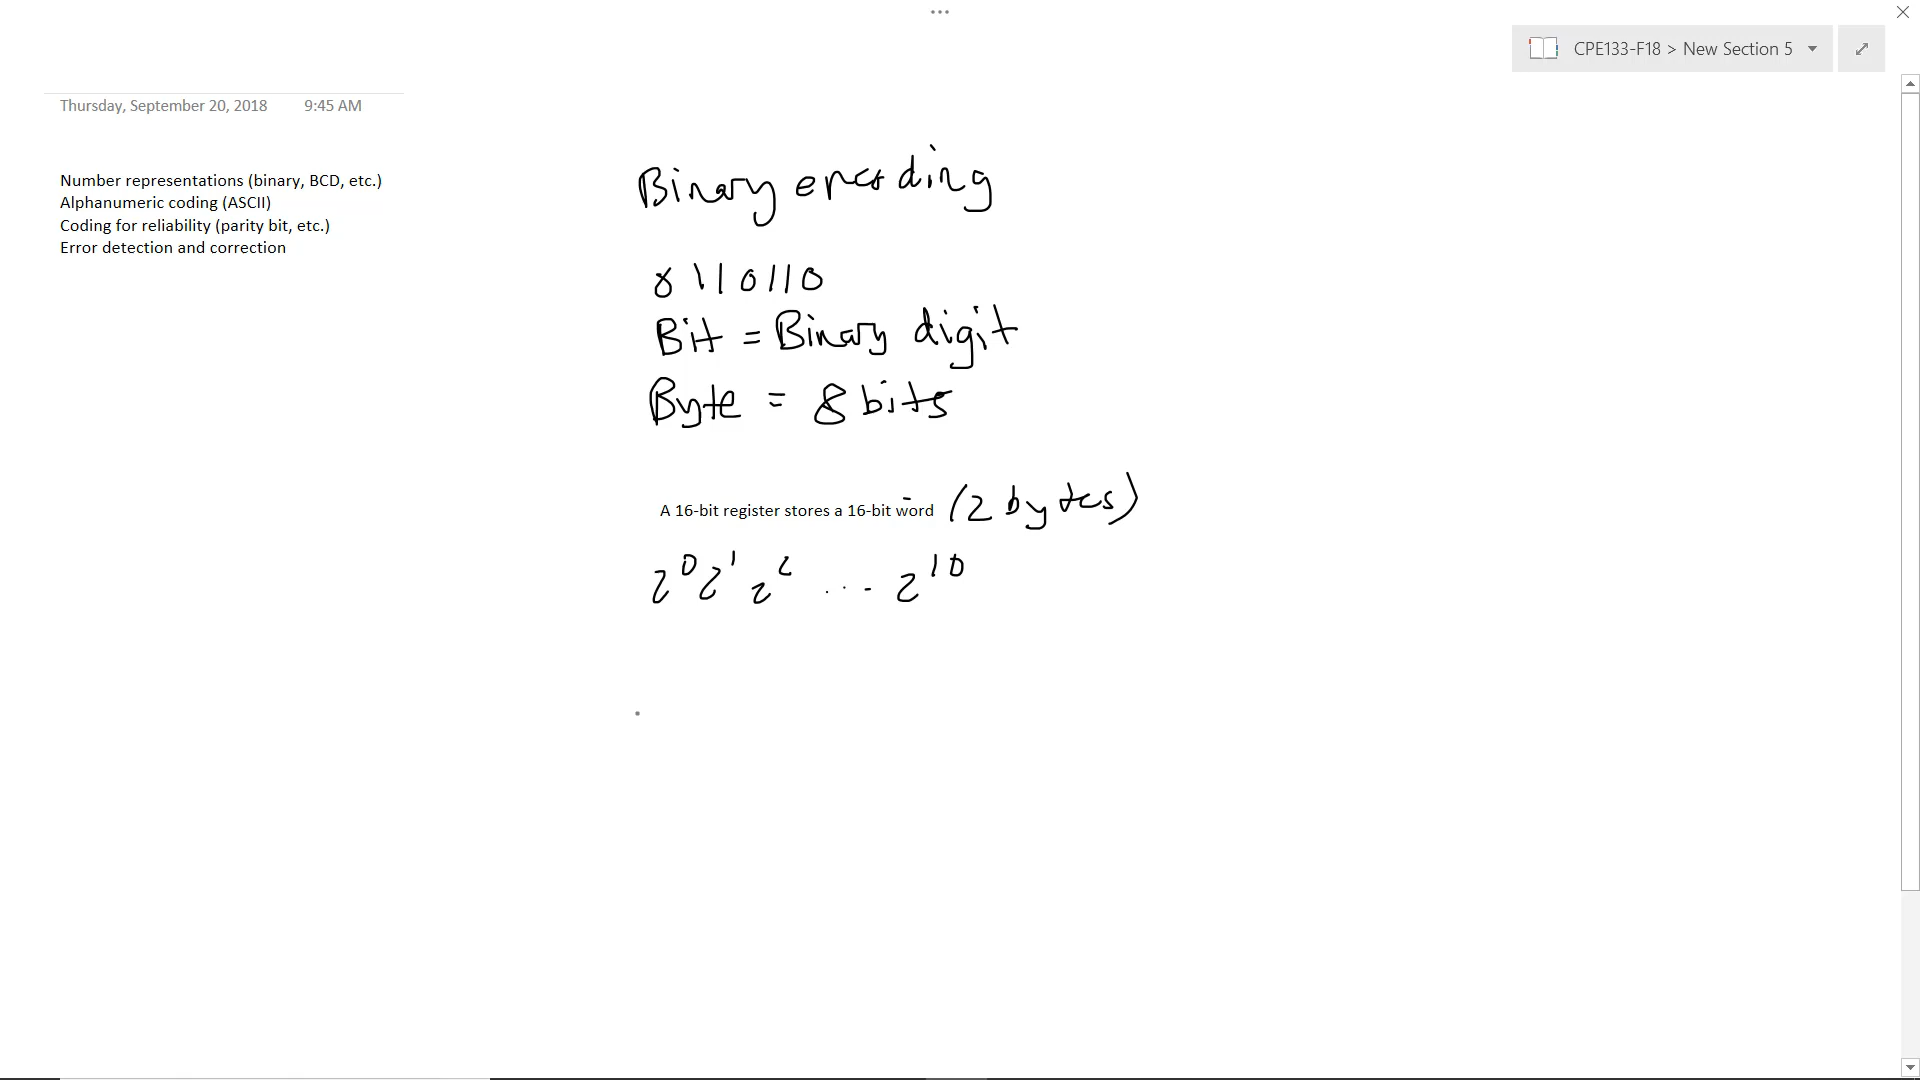 CPE133-F18 > New Section 5
Thursday, September 20, 2018 9:45 AM
Number representations (binary, BCD, etc.)
Alphanumeric coding (ASCII)
Coding for reliability (parity bit, etc.)
Error detection and correction
Binary encoding
01110110
Bit = Binary digit
Byte = 8 bits
A 16-bit register stores a 16-bit word (2 bytes)
2⁰ 2¹ 2² ... 2¹⁰